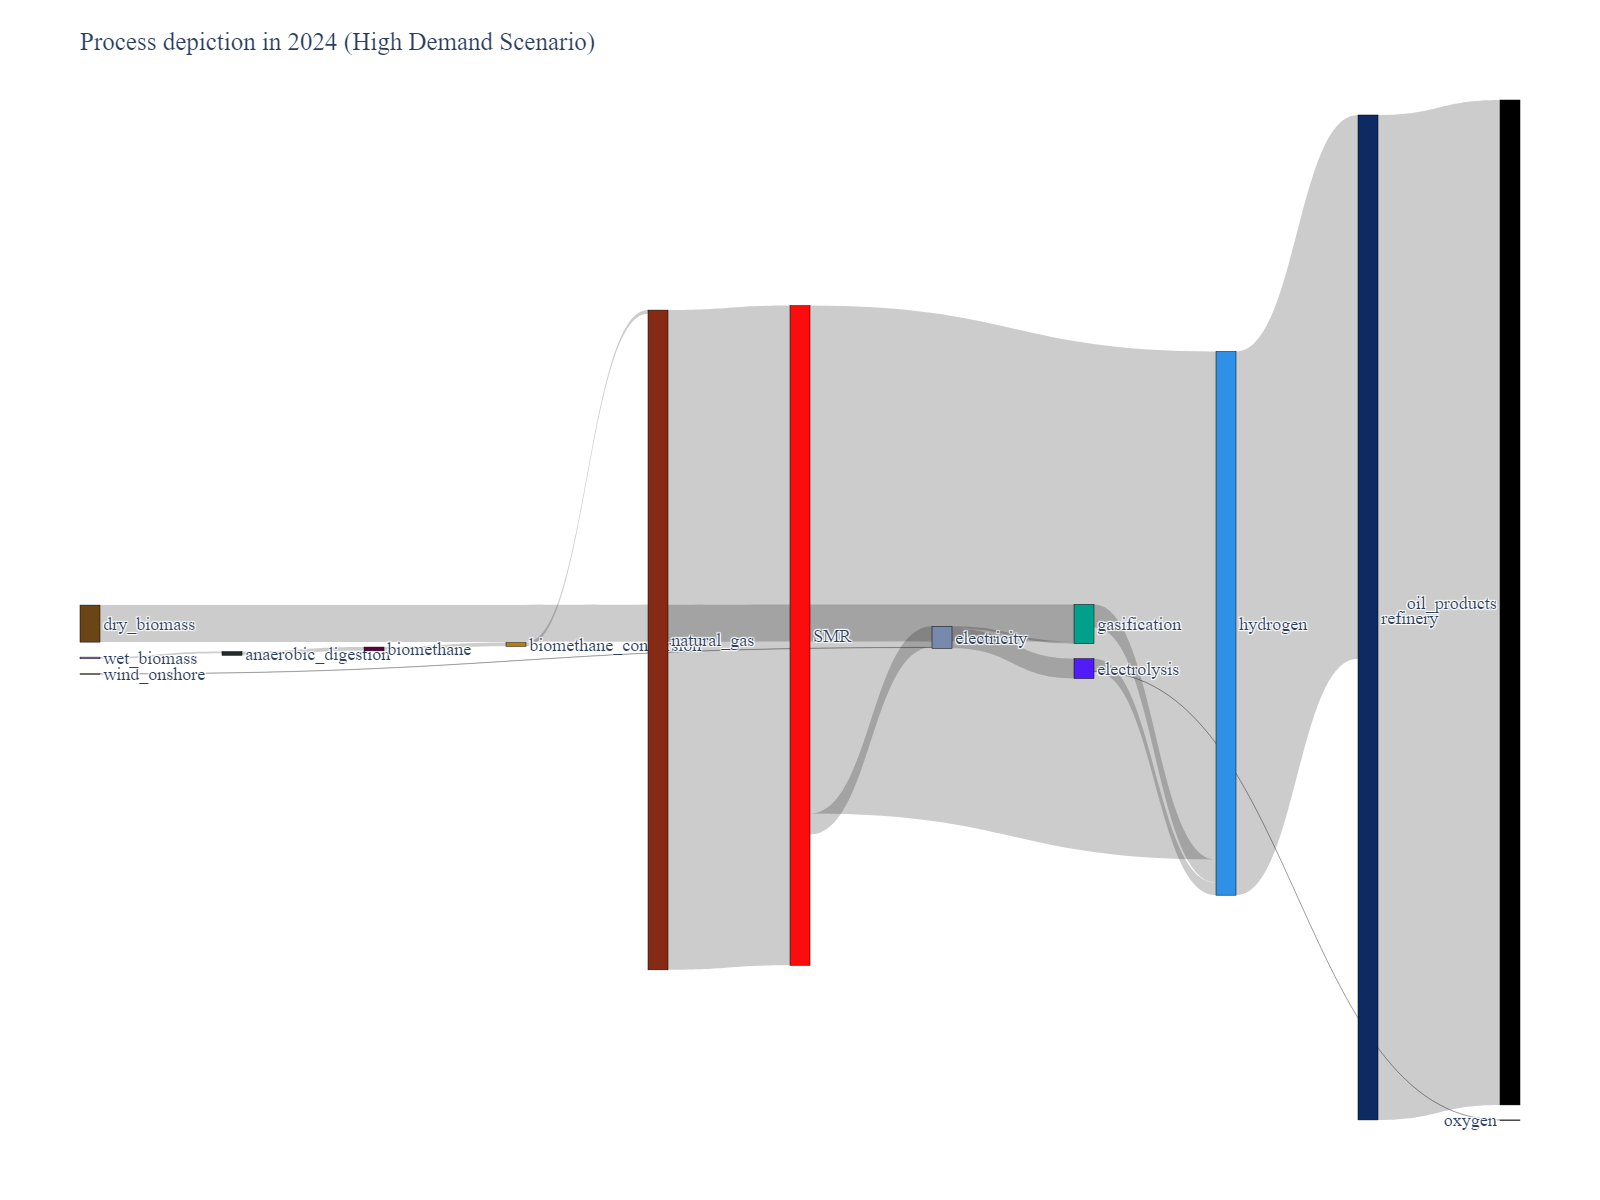 Process depiction in 2024 (High Demand Scenario)
dry_biomass
wet_biomass
wind_onshore
anaerobic_digestion
biomethane
biomethane_conversion
natural_gas
SMR
electricity
gasification
electrolysis
hydrogen
refinery
oil_products
oxygen